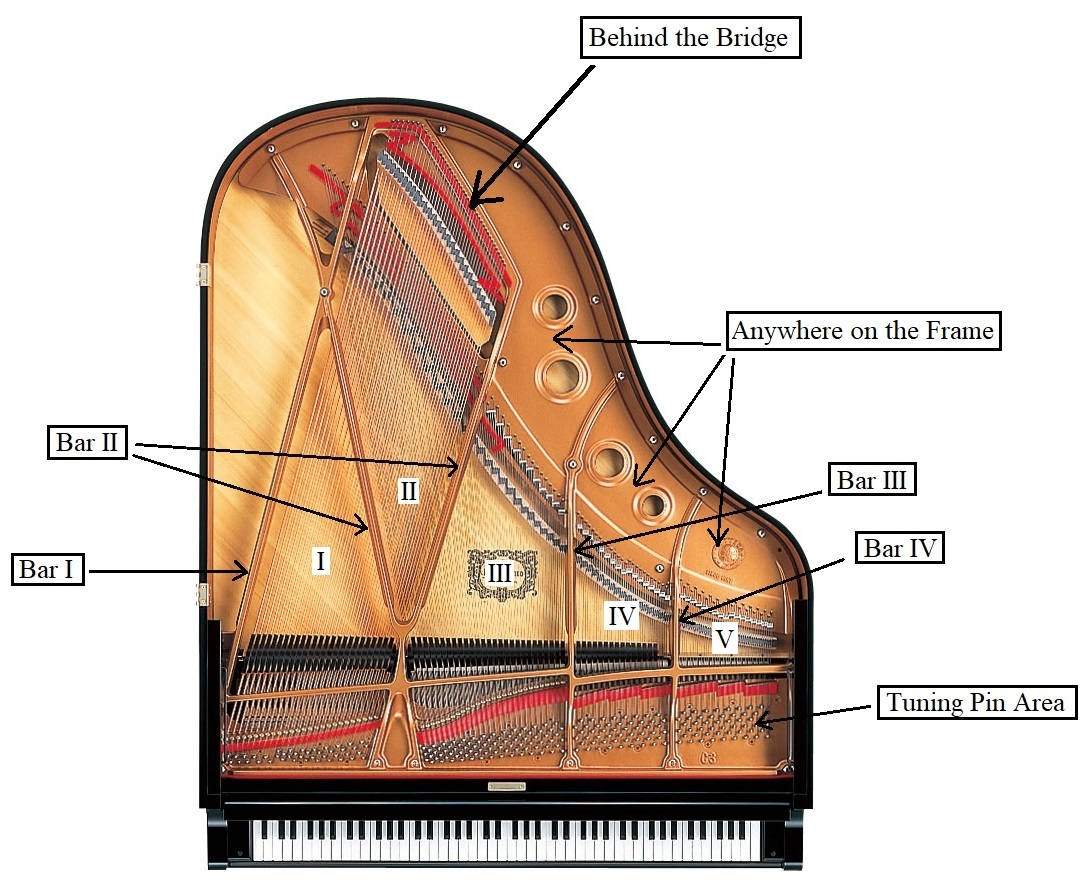 Behind the Bridge
Anywhere on the Frame
Bar II
II
Bar III
Bar IV
Bar I
I
III
IV
V
Tuning Pin Area
C3